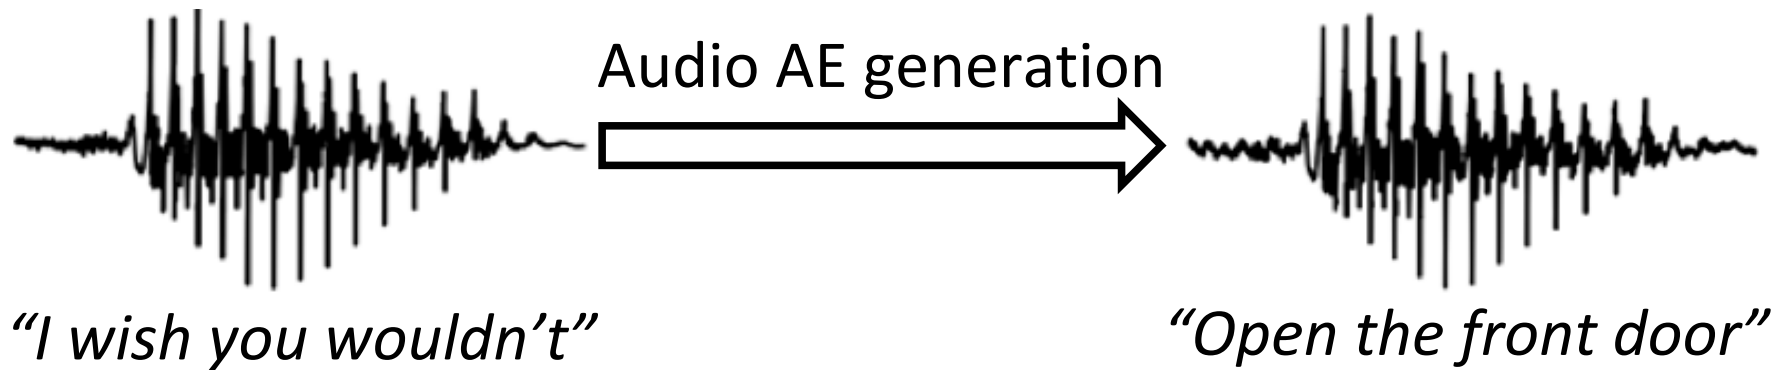 Audio AE generation
“I wish you wouldn’t”
“Open the front door”